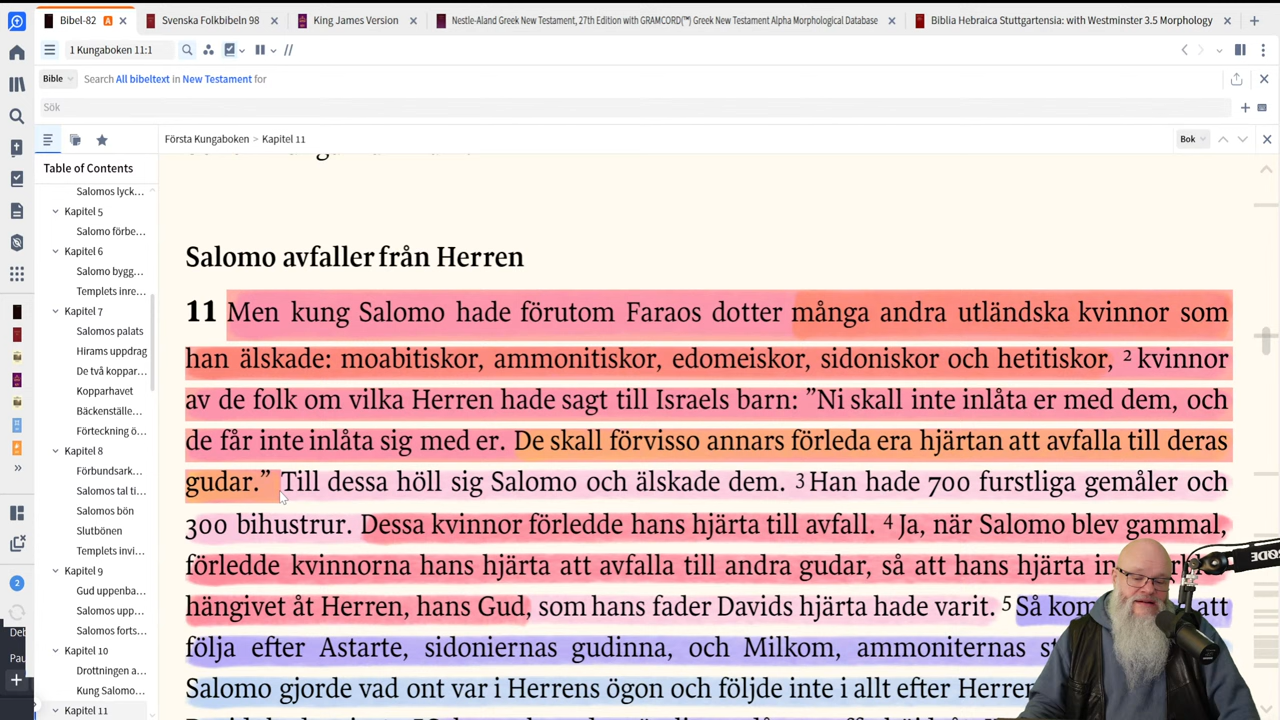 Bibel-82 A
Svenska Folkbibeln 98
King James Version
Nestle-Aland Greek New Testament, 27th Edition with GRAMCORD(™) Greek New Testament Alpha Morphological Database
Biblia Hebraica Stuttgartensia: with Westminster 3.5 Morphology
1 Kungaboken 11:1
Bible Search All bibeltext in New Testament for
Sök
Första Kungaboken > Kapitel 11
Bok
Table of Contents
Salomos lyck...
Kapitel 5
Salomo förbe...
Kapitel 6
Salomo bygg...
Templets inre...
Kapitel 7
Salomos palats
Hirams uppdrag
De två koppar...
Kopparhavet
Bäckenställe...
Förteckning ö...
Kapitel 8
Förbundsark...
Salomos tal ti...
Salomos bön
Slutbönen
Templets invi...
Kapitel 9
Gud uppenba...
Salomos upp...
Salomos forts...
Kapitel 10
Drottningen a...
Kung Salomo...
Kapitel 11
2
Deb
Pau
Salomo avfaller från Herren
11 Men kung Salomo hade förutom Faraos dotter många andra utländska kvinnor som
han älskade: moabitiskor, ammonitiskor, edomeiskor, sidoniskor och hetitiskor, 2 kvinnor
av de folk om vilka Herren hade sagt till Israels barn: ”Ni skall inte inlåta er med dem, och
de får inte inlåta sig med er. De skall förvisso annars förleda era hjärtan att avfalla till deras
gudar.” Till dessa höll sig Salomo och älskade dem. 3 Han hade 700 furstliga gemåler och
300 bihustrur. Dessa kvinnor förledde hans hjärta till avfall. 4 Ja, när Salomo blev gammal,
förledde kvinnorna hans hjärta att avfalla till andra gudar, så att hans hjärta
hängivet åt Herren, hans Gud, som hans fader Davids hjärta hade varit. 5 Så kom att
följa efter Astarte, sidoniernas gudinna, och Milkom, ammoniternas
Salomo gjorde vad ont var i Herrens ögon och följde inte i allt efter Herren
RØDE